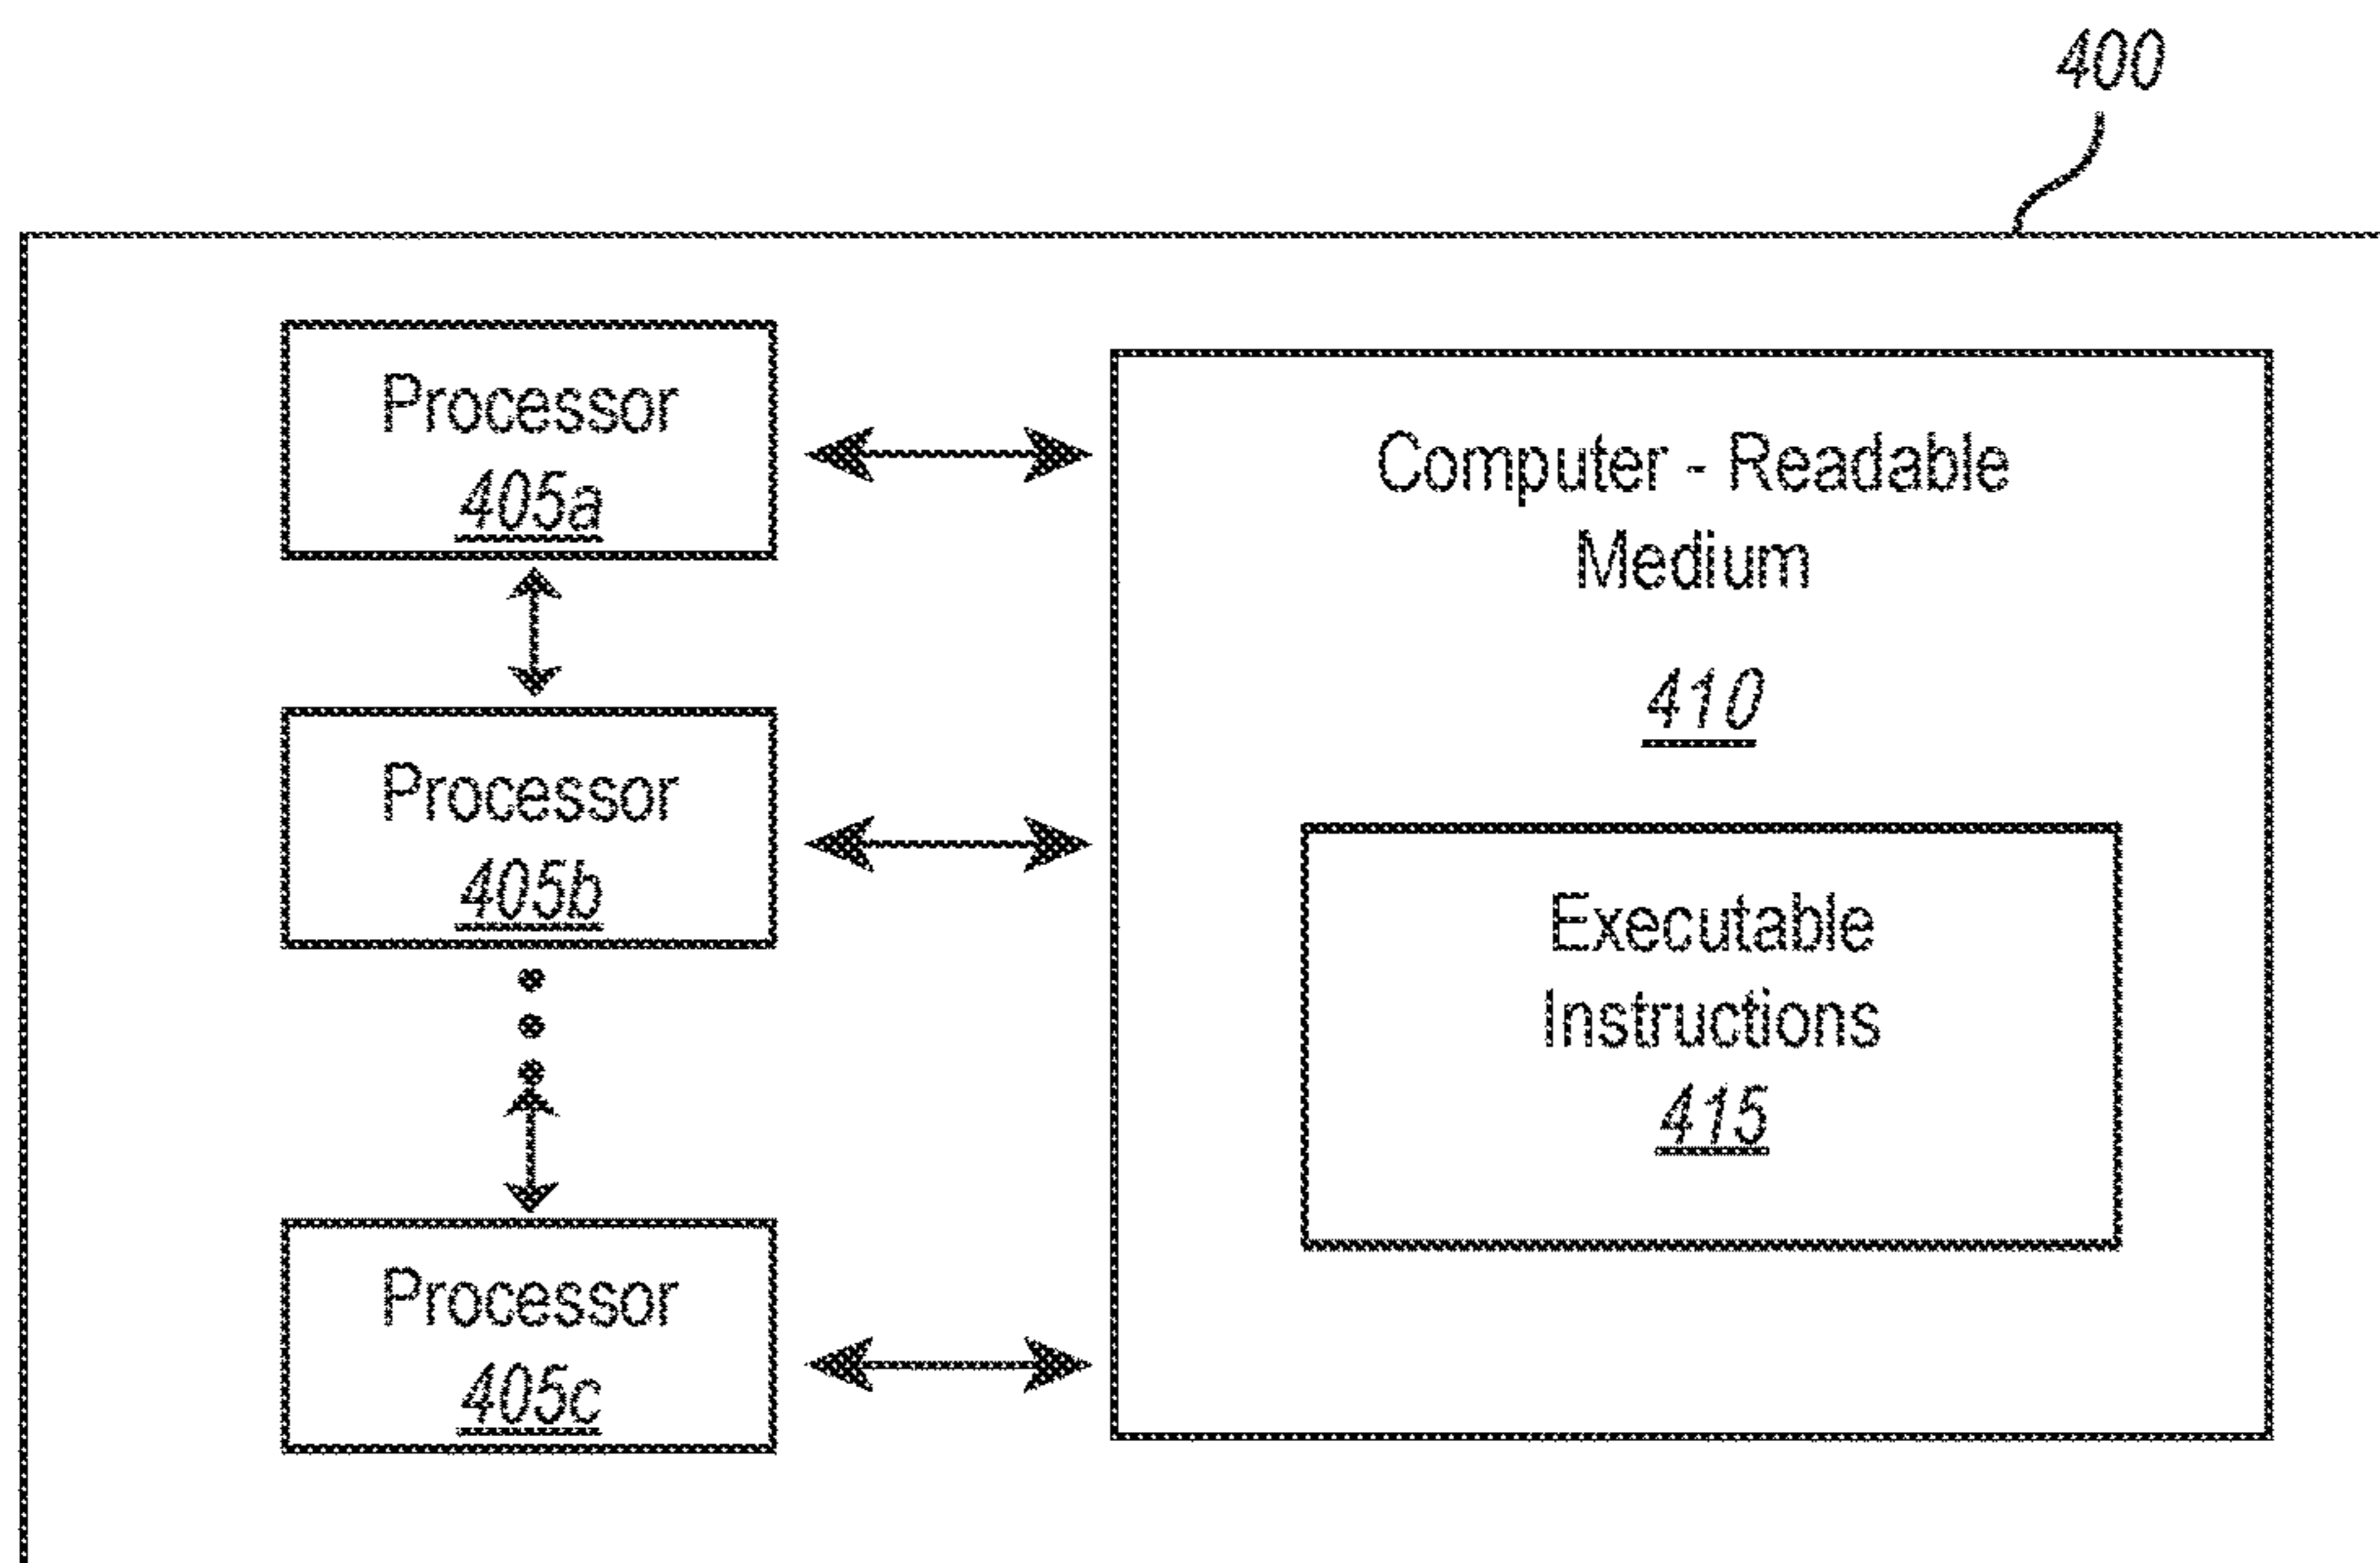 400
Processor
405a
Computer - Readable
Medium
410
Processor
405b
Executable
Instructions
415
Processor
405c